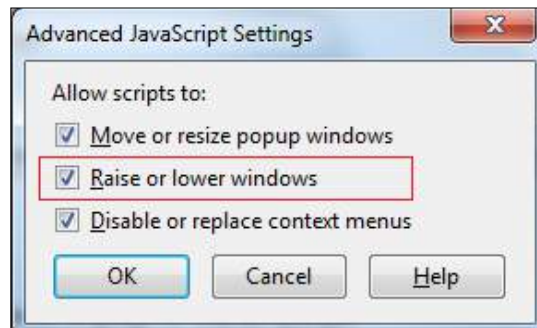 Advanced JavaScript Settings
Allow scripts to:
Move or resize popup windows
Raise or lower windows
Disable or replace context menus
OK Cancel Help